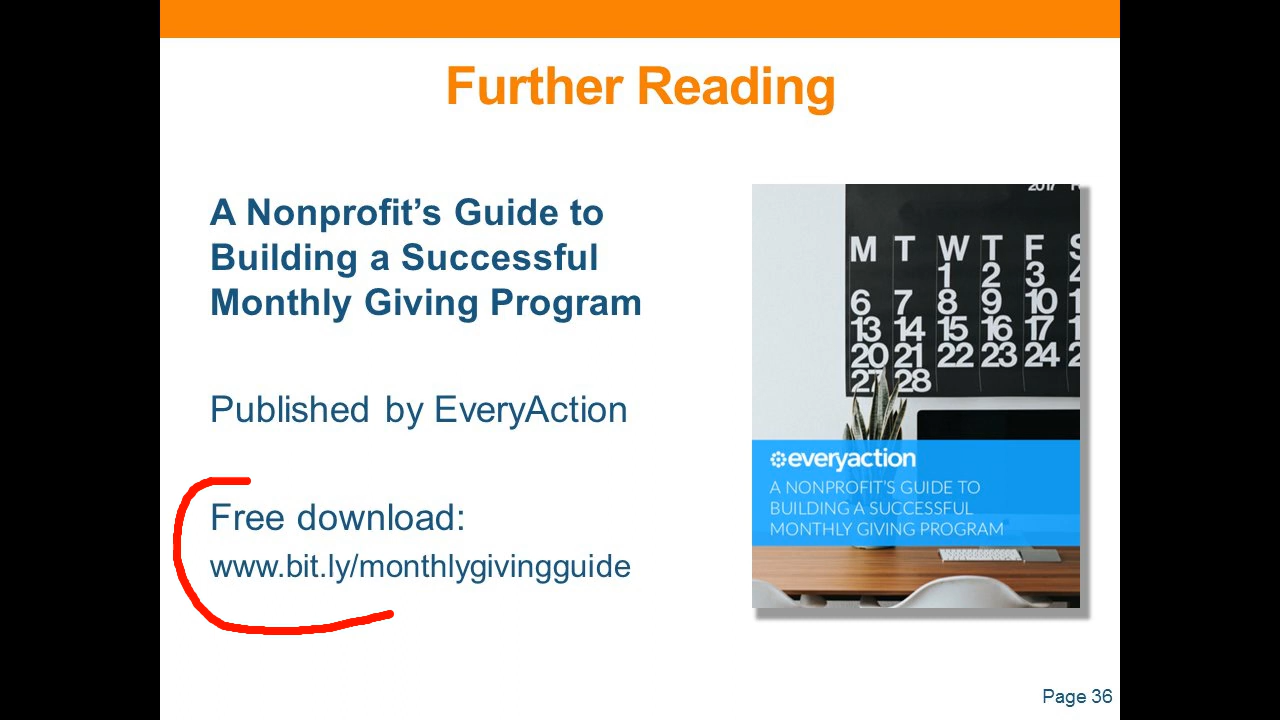 Further Reading
A Nonprofit’s Guide to
Building a Successful
Monthly Giving Program
Published by EveryAction
Free download:
www.bit.ly/monthlygivingguide
2017
M T W T F S
1 2 3 4
6 7 8 9 10
13 14 15 16 17
20 21 22 23 24
27 28
everyaction
A NONPROFIT’S GUIDE TO
BUILDING A SUCCESSFUL
MONTHLY GIVING PROGRAM
Page 36